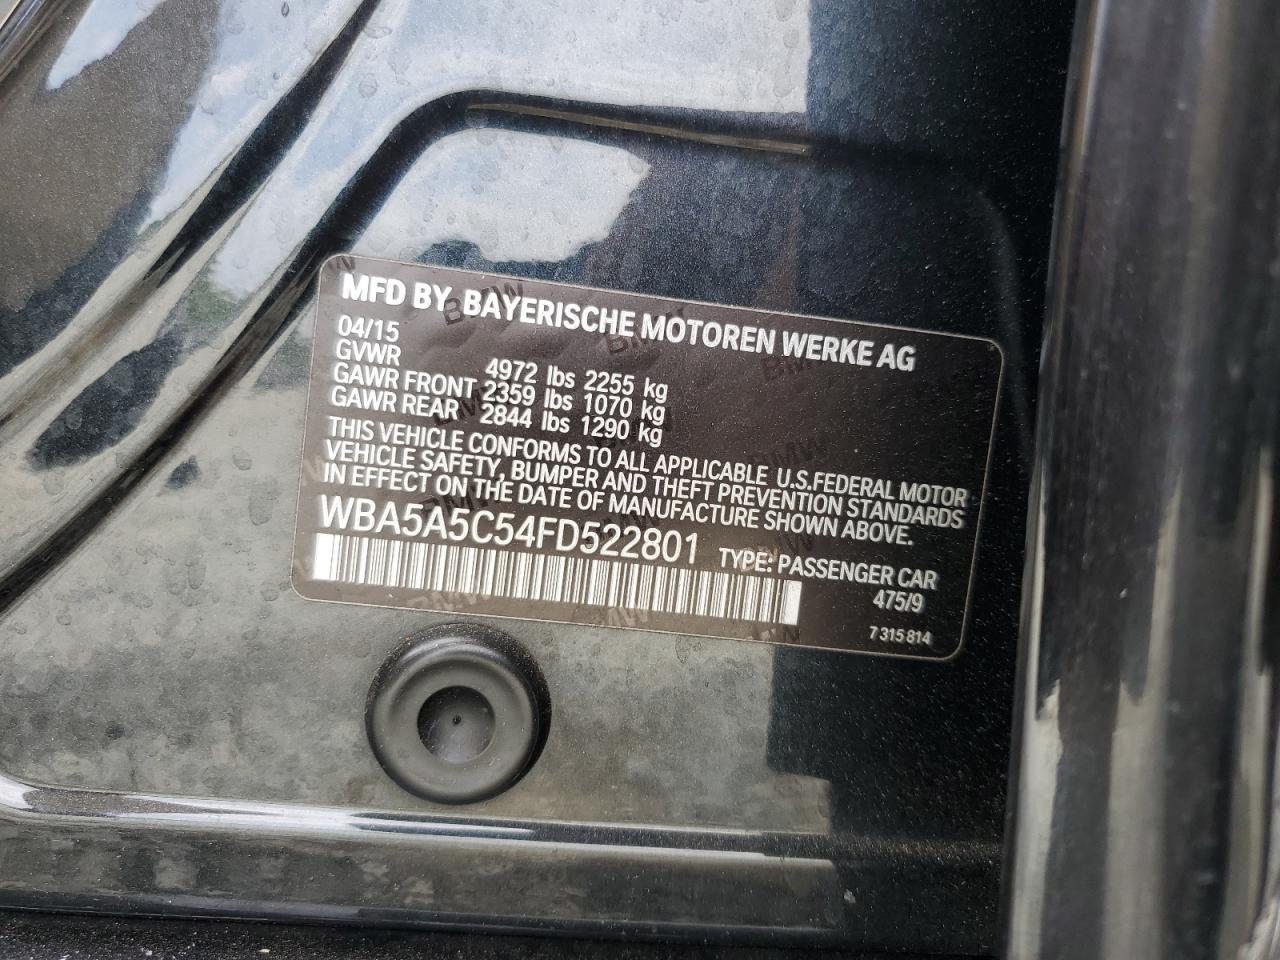 MFD BY BAYERISCHE MOTOREN WERKE AG
04/15
GVWR 4972 lbs 2255 kg
GAWR FRONT 2359 lbs 1070 kg
GAWR REAR 2844 lbs 1290 kg
THIS VEHICLE CONFORMS TO ALL APPLICABLE U.S.FEDERAL MOTOR
VEHICLE SAFETY, BUMPER AND THEFT PREVENTION STANDARDS
IN EFFECT ON THE DATE OF MANUFACTURE SHOWN ABOVE.
WBA5A5C54FD522801 TYPE: PASSENGER CAR
475/9
7 315 814